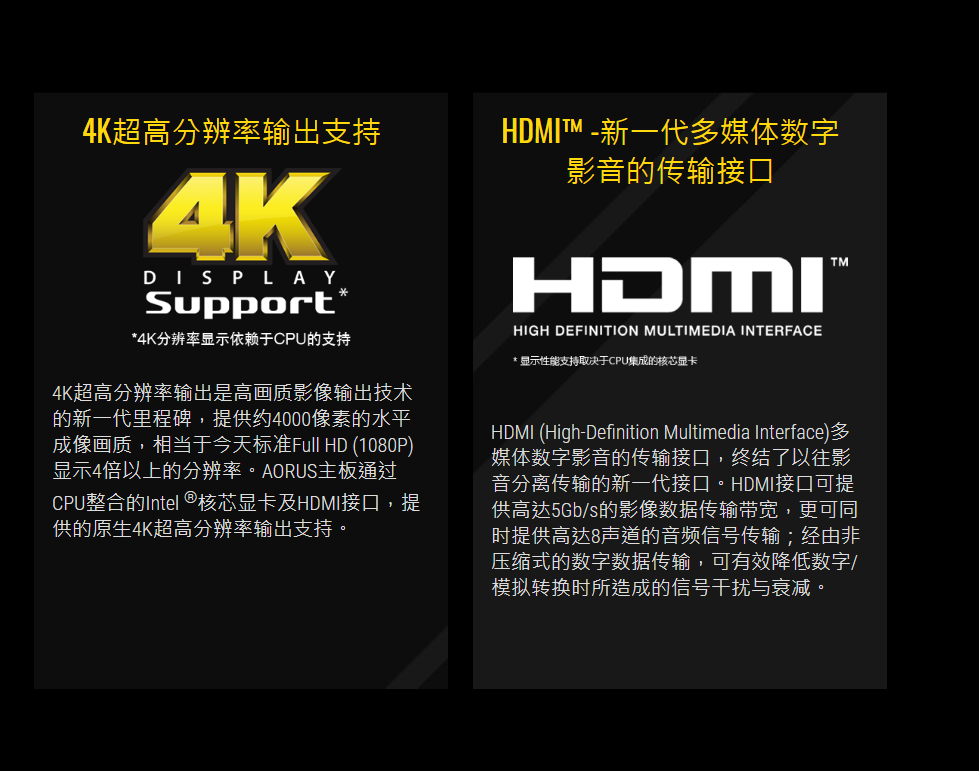 4K超高分辨率输出支持
4K
DISPLAY
Support*
*4K分辨率显示依赖于CPU的支持
4K超高分辨率输出是高画质影像输出技术
的新一代里程碑，提供约4000像素的水平
成像画质，相当于今天标准Full HD (1080P)
显示4倍以上的分辨率。AORUS主板通过
CPU整合的Intel ®核芯显卡及HDMI接口，提
供的原生4K超高分辨率输出支持。
HDMI™ -新一代多媒体数字
影音的传输接口
HDMI™
HIGH DEFINITION MULTIMEDIA INTERFACE
* 显示性能支持取决于CPU集成的核芯显卡
HDMI (High-Definition Multimedia Interface)多
媒体数字影音的传输接口，终结了以往影
音分离传输的新一代接口。HDMI接口可提
供高达5Gb/s的影像数据传输带宽，更可同
时提供高达8声道的音频信号传输；经由非
压缩式的数字数据传输，可有效降低数字/
模拟转换时所造成的信号干扰与衰减。